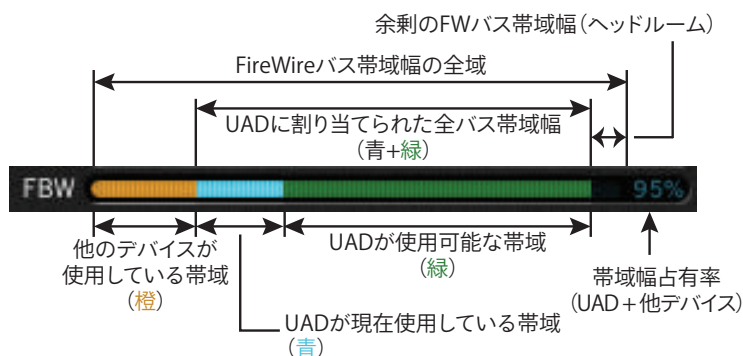 余剰のFWバス帯域幅(ヘッドルーム)
FireWireバス帯域幅の全域
UADに割り当てられた全バス帯域幅
(青+緑)
FBW
95%
他のデバイスが
使用している帯域
(橙)
UADが使用可能な帯域
(緑)
帯域幅占有率
(UAD+他デバイス)
UADが現在使用している帯域
(青)